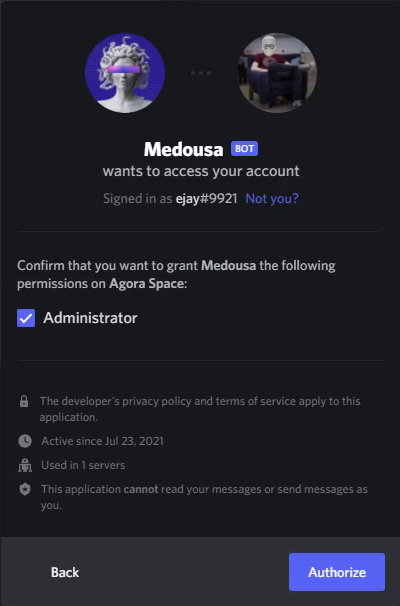 Medousa BOT
wants to access your account
Signed in as ejay#9921 Not you?
Confirm that you want to grant Medousa the following
permissions on Agora Space:
Administrator
The developer's privacy policy and terms of service apply to this
application.
Active since Jul 23, 2021
Used in 1 servers
This application cannot read your messages or send messages as
you.
Back
Authorize